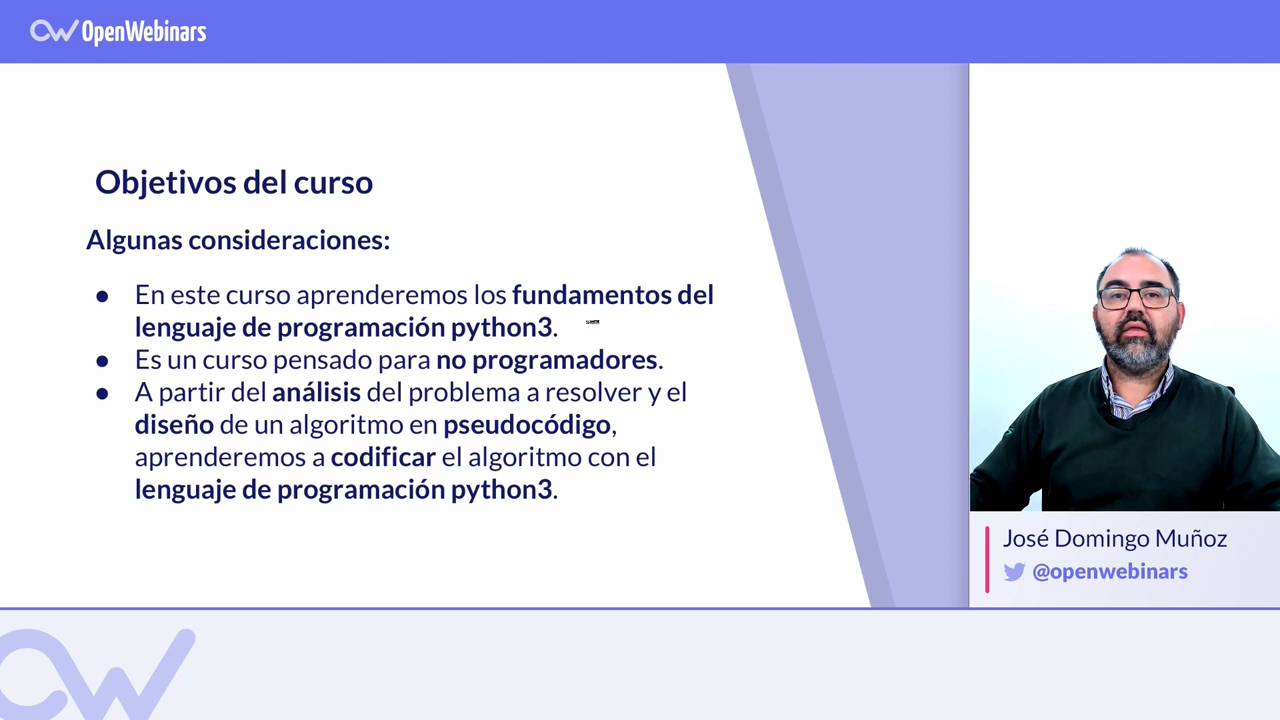 OpenWebinars
Objetivos del curso
Algunas consideraciones:
● En este curso aprenderemos los fundamentos del
lenguaje de programación python3.
● Es un curso pensado para no programadores.
● A partir del análisis del problema a resolver y el
diseño de un algoritmo en pseudocódigo,
aprenderemos a codificar el algoritmo con el
lenguaje de programación python3.
José Domingo Muñoz
@openwebinars